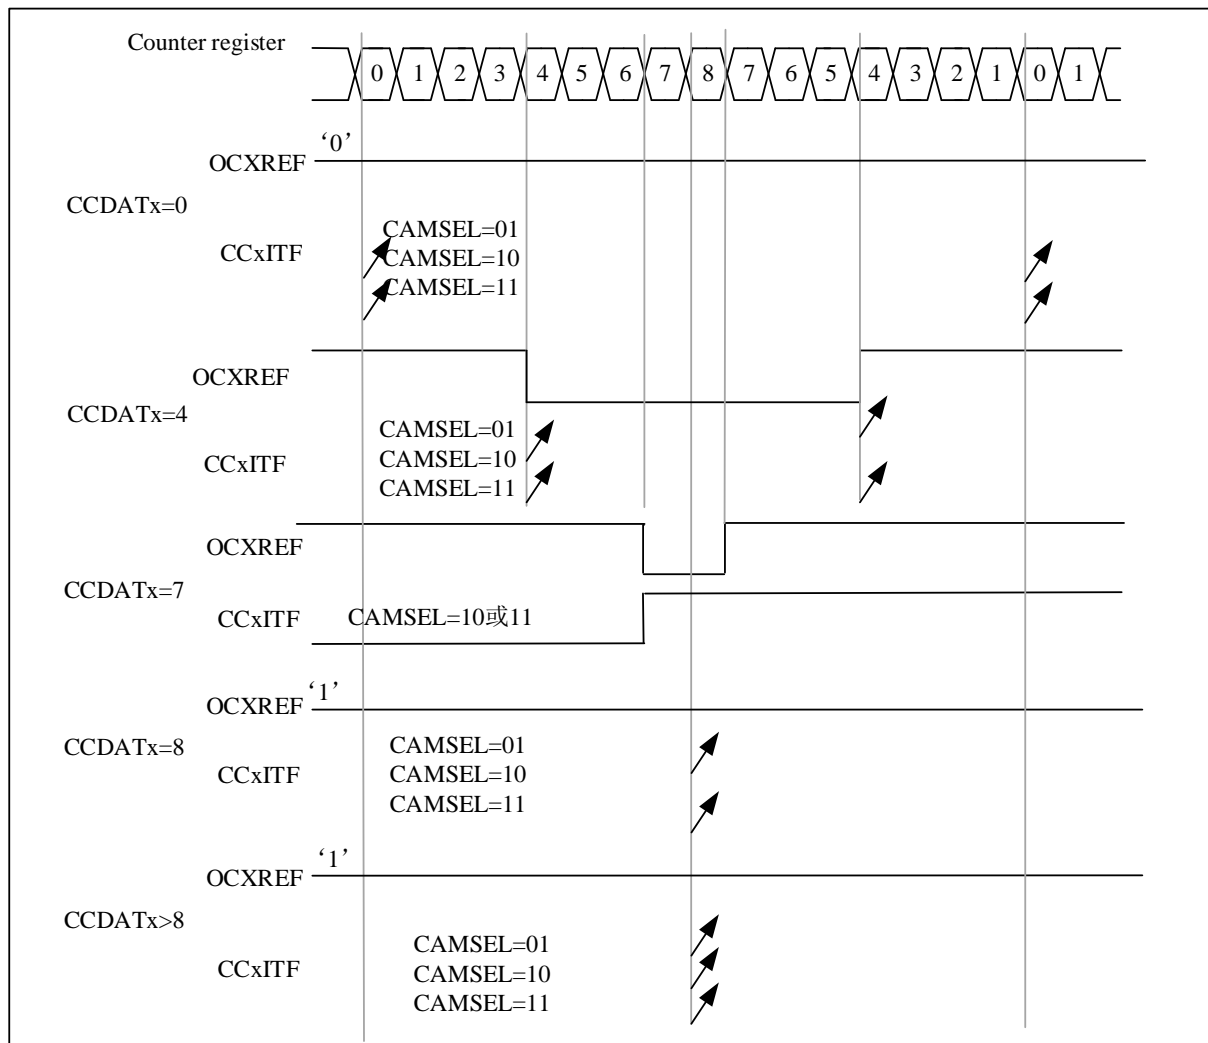 Counter register
0 1 2 3 4 5 6 7 8 7 6 5 4 3 2 1 0 1
‘0’
OCXREF
CCDATx=0
CCxITF
CAMSEL=01
CAMSEL=10
CAMSEL=11
OCXREF
CCDATx=4
CCxITF
CAMSEL=01
CAMSEL=10
CAMSEL=11
OCXREF
CCDATx=7
CCxITF
CAMSEL=10或11
‘1’
OCXREF
CCDATx=8
CCxITF
CAMSEL=01
CAMSEL=10
CAMSEL=11
‘1’
OCXREF
CCDATx>8
CCxITF
CAMSEL=01
CAMSEL=10
CAMSEL=11